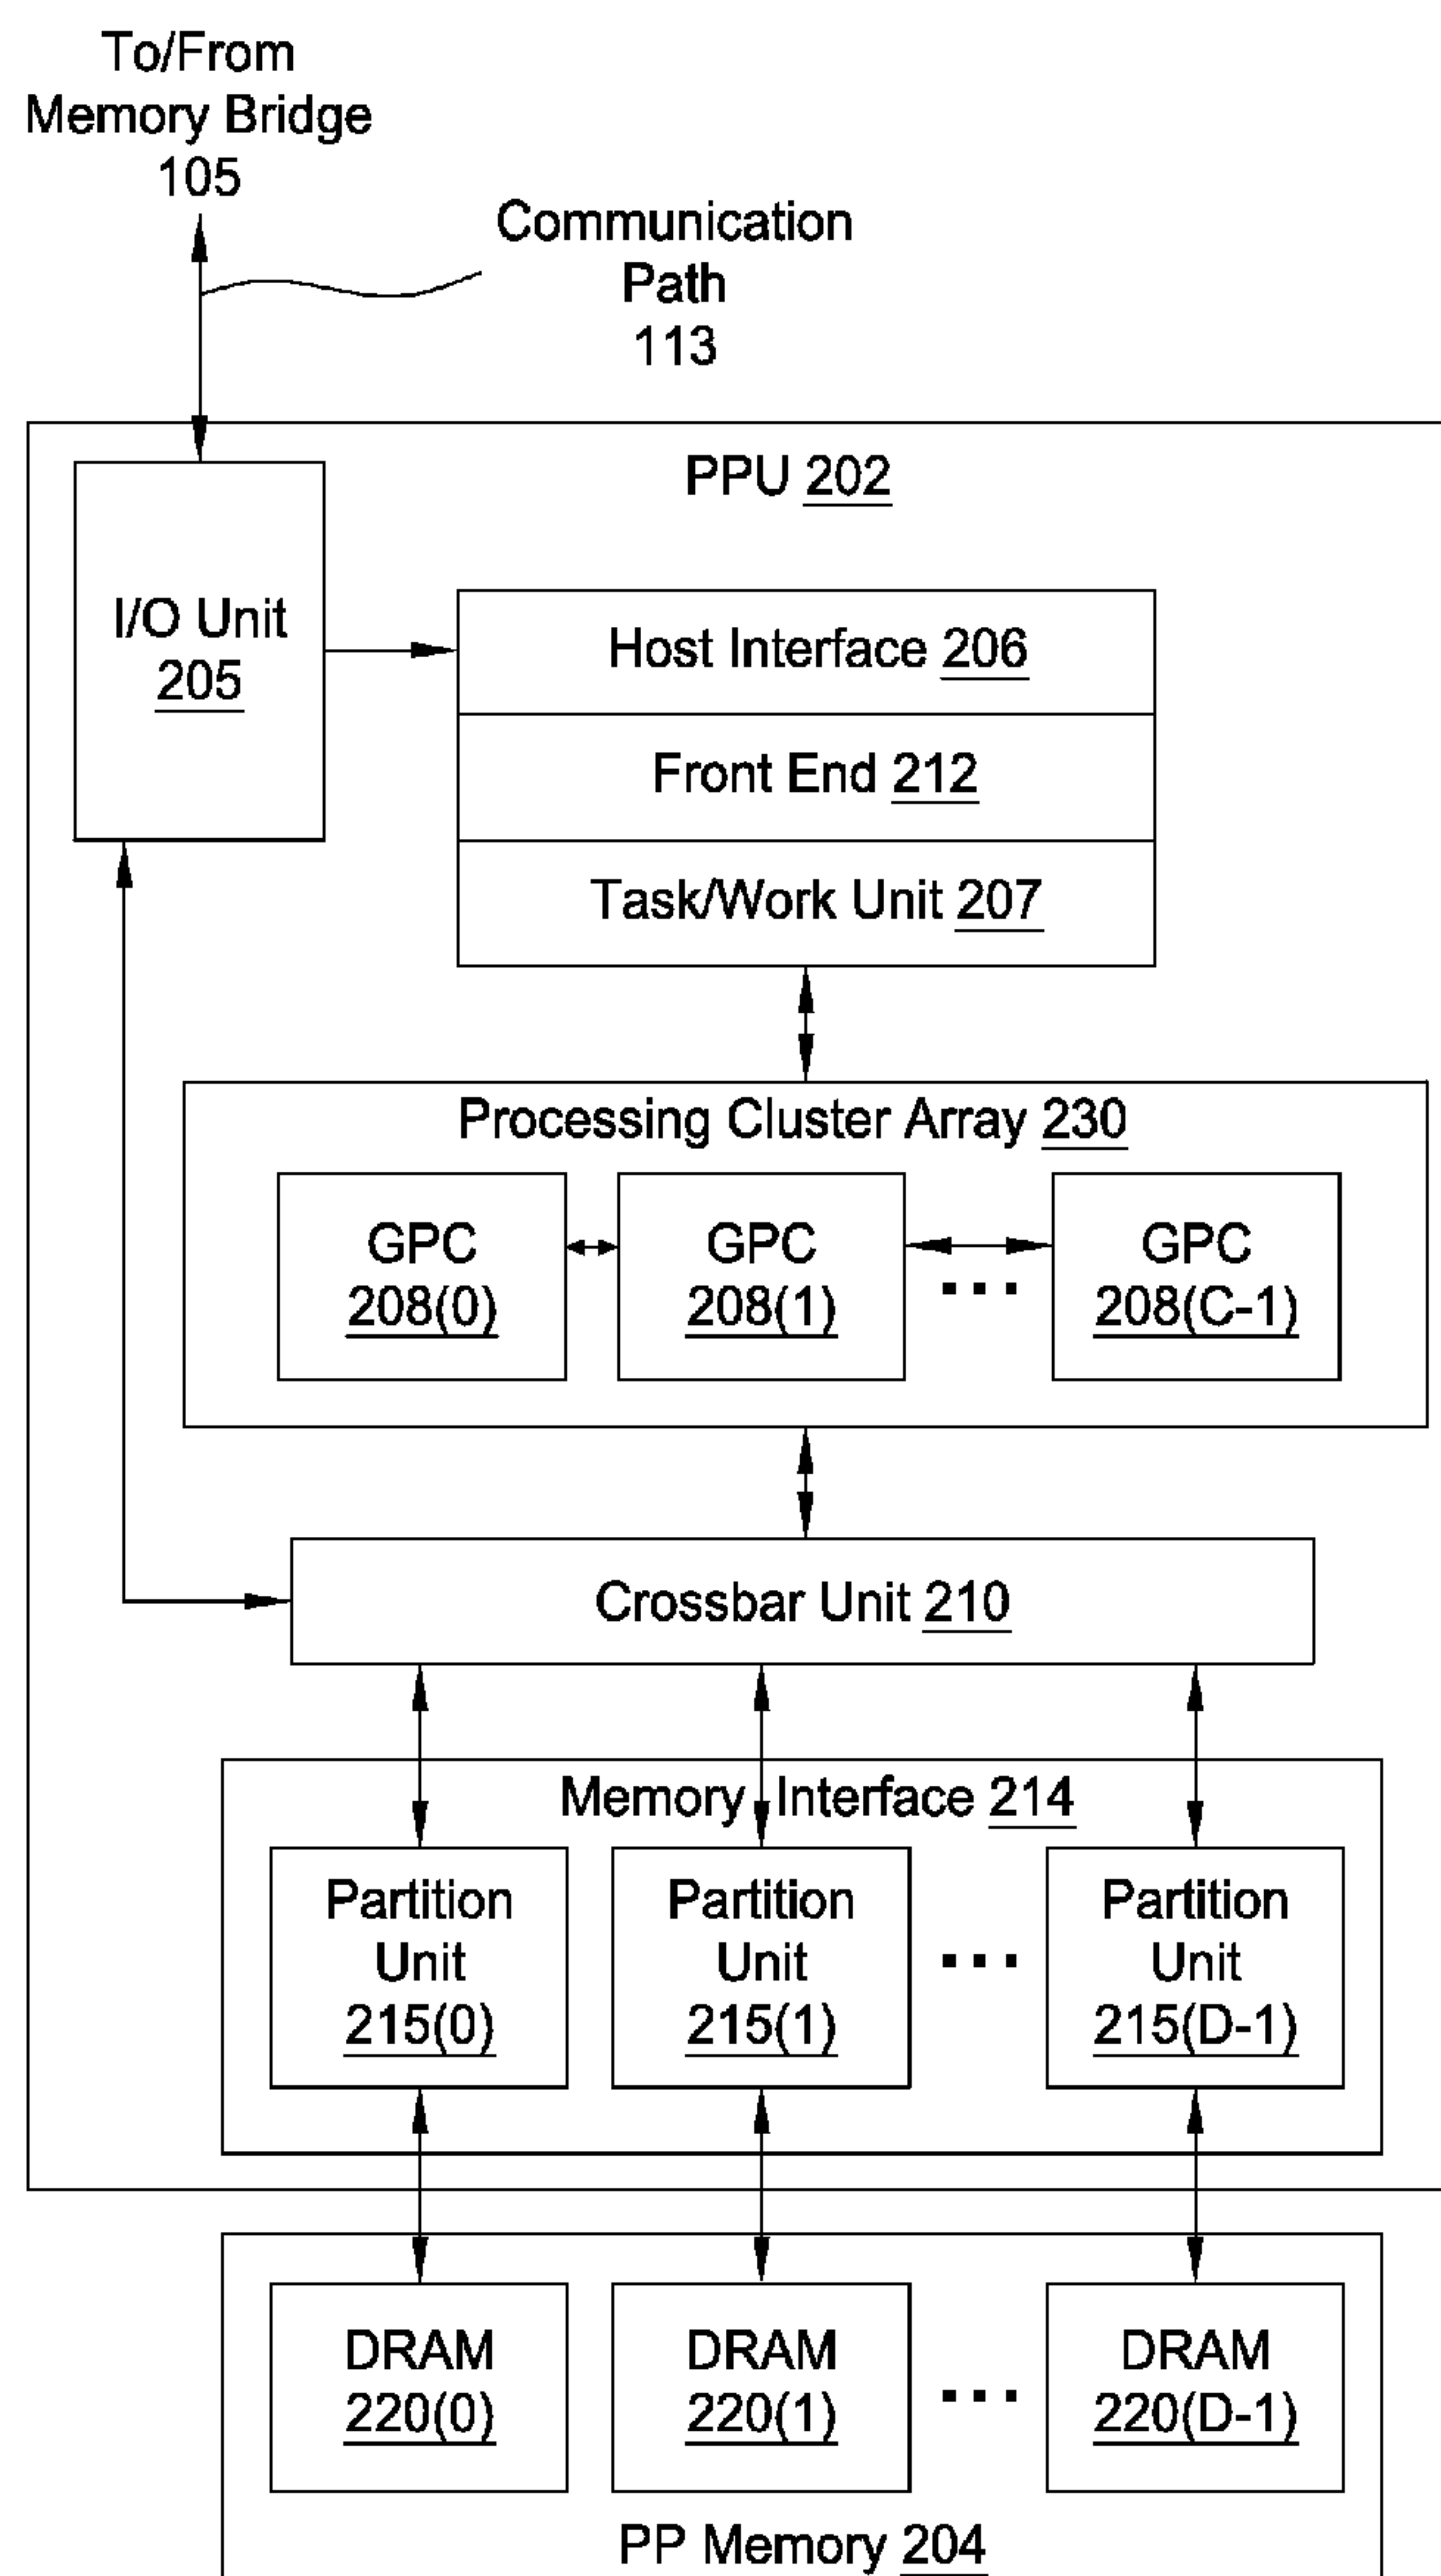 To/From
Memory Bridge
105
Communication
Path
113
PPU 202
I/O Unit
205
Host Interface 206
Front End 212
Task/Work Unit 207
Processing Cluster Array 230
GPC
208(0)
GPC
208(1)
...
GPC
208(C-1)
Crossbar Unit 210
Memory Interface 214
Partition
Unit
215(0)
Partition
Unit
215(1)
...
Partition
Unit
215(D-1)
DRAM
220(0)
DRAM
220(1)
...
DRAM
220(D-1)
PP Memory 204